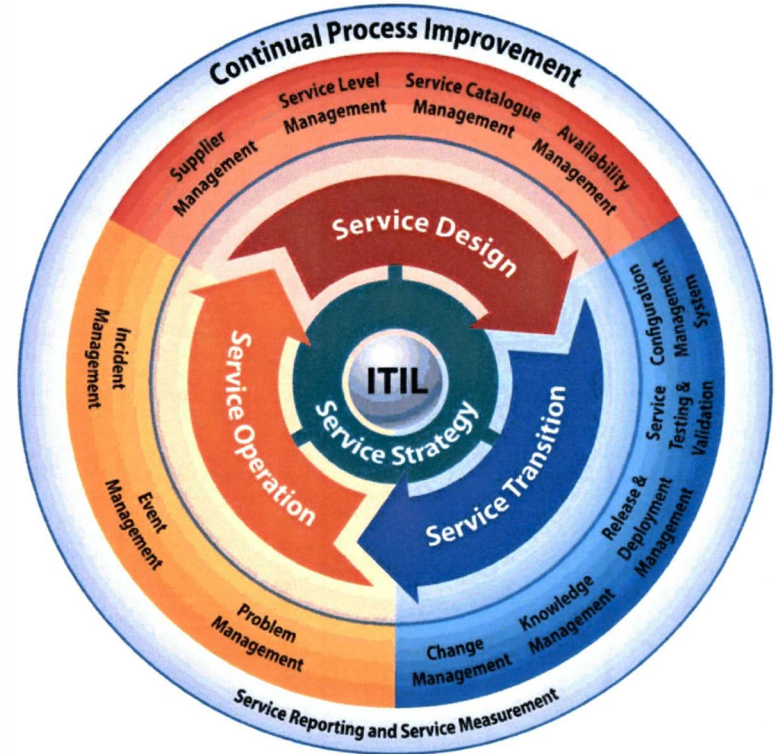 Continual Process Improvement
Supplier
Management
Service Level
Management
Service Catalogue
Management
Availability
Management
Configuration
Management
System
Service
Testing &
Validation
Release &
Deployment
Management
Knowledge
Management
Change
Management
Problem
Management
Event
Management
Incident
Management
Service Design
Service Transition
Service Operation
ITIL
Service Strategy
Service Reporting and Service Measurement